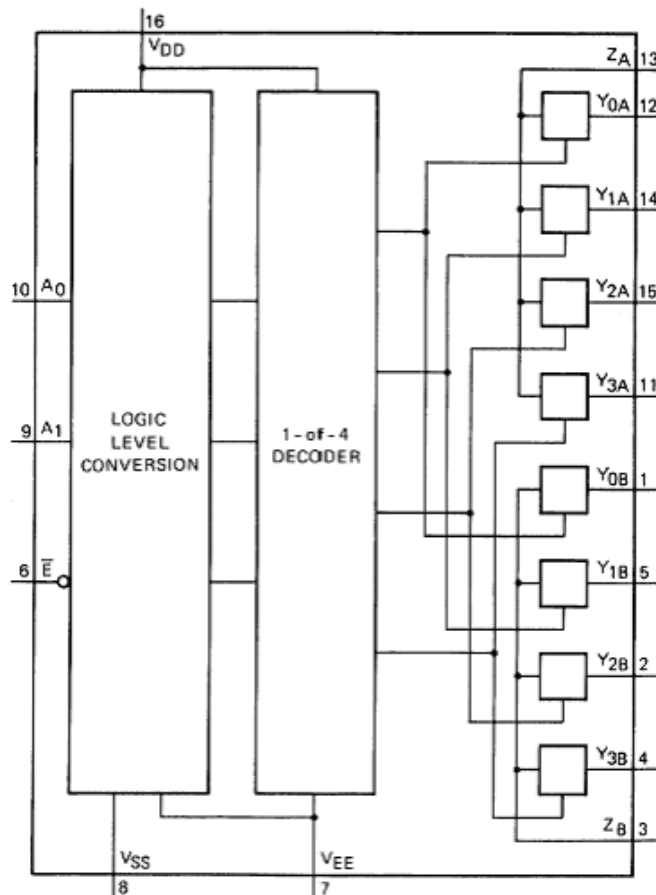 16
VDD
ZA 13
Y0A 12
Y1A 14
10 A0
Y2A 15
Y3A 11
9 A1
LOGIC
LEVEL
CONVERSION
1-of-4
DECODER
Y0B 1
6 E̅
Y1B 5
Y2B 2
Y3B 4
ZB 3
VSS
VEE
8
7